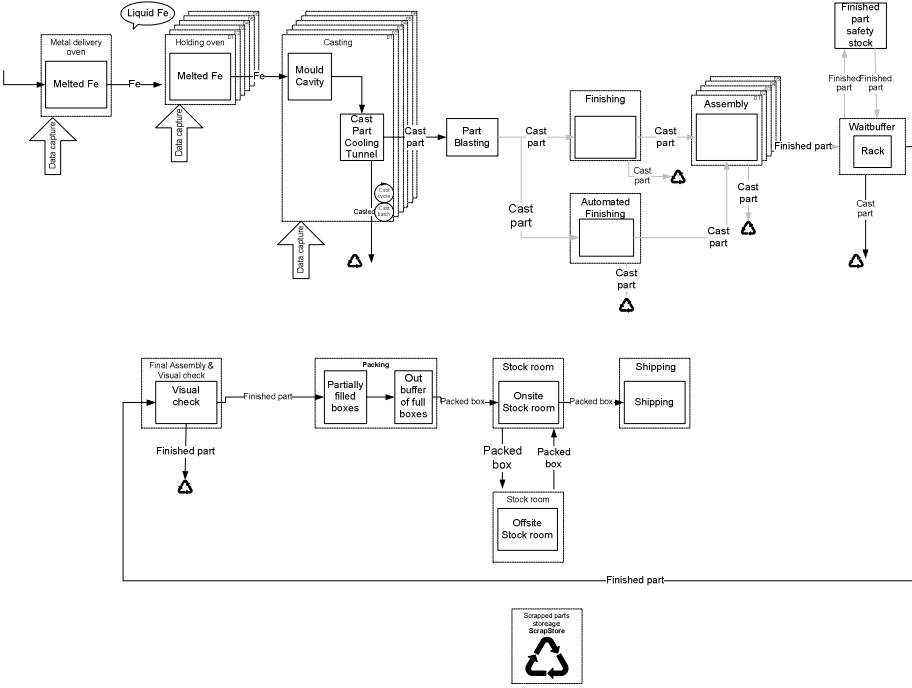 Liquid Fe
Metal delivery
oven
Melted Fe
Fe
Data capture
Holding oven
Melted Fe
Fe
Data capture
Casting
Mould
Cavity
Cast
Part
Cooling
Tunnel
Cast
cycle
Cast
batch
Casted
Data capture
Cast
part
Part
Blasting
Cast
part
Cast
part
Finishing
Cast
part
Cast
part
Automated
Finishing
Cast
part
Cast
part
Assembly
Cast
part
Finished part
Finished
part
safety
stock
Finished
part
Finished
part
Waitbuffer
Rack
Cast
part
Final Assembly &
Visual check
Visual
check
Finished part
Finished part
Packing
Partially
filled
boxes
Out
buffer
of full
boxes
Packed box
Stock room
Onsite
Stock room
Packed box
Shipping
Shipping
Packed
box
Packed
box
Stock room
Offsite
Stock room
Finished part
Scrapped parts
storeage:
ScrapStore